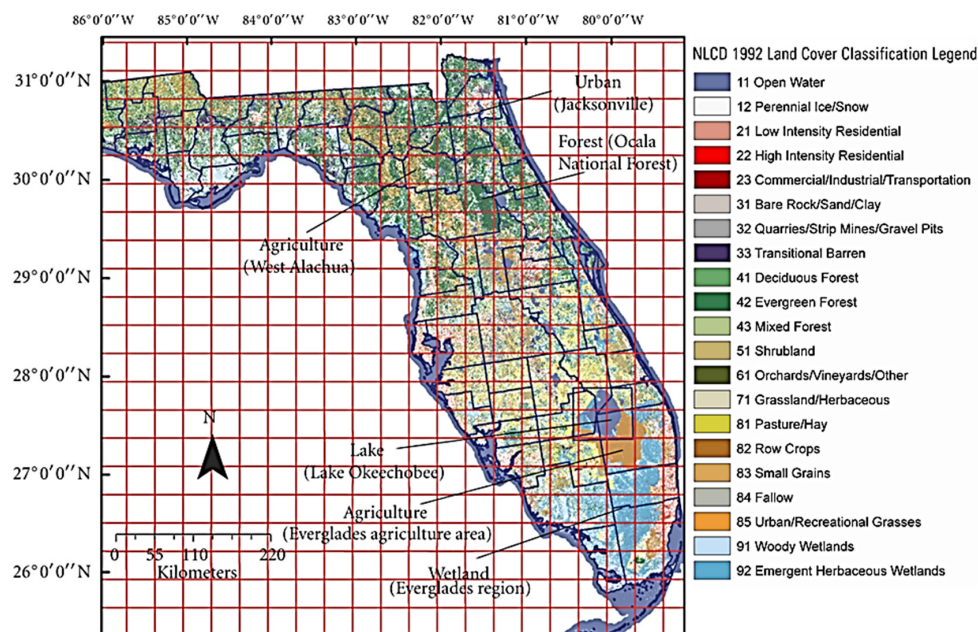 86°0′0″N 85°0′0″N 84°0′0″N 83°0′0″N 82°0′0″N 81°0′0″N 80°0′0″N
31°0′0″N
30°0′0″N
29°0′0″N
28°0′0″N
27°0′0″N
26°0′0″N
Urban
(Jacksonville)
Forest (Ocala
National Forest)
Agriculture
(West Alachua)
N
Lake
(Lake Okeechobee)
Agriculture
(Everglades agriculture area)
Wetland
(Everglades region)
0 55 110 220
Kilometers
NLCD 1992 Land Cover Classification Legend
11 Open Water
12 Perennial Ice/Snow
21 Low Intensity Residential
22 High Intensity Residential
23 Commercial/Industrial/Transportation
31 Bare Rock/Sand/Clay
32 Quarries/Strip Mines/Gravel Pits
33 Transitional Barren
41 Deciduous Forest
42 Evergreen Forest
43 Mixed Forest
51 Shrubland
61 Orchards/Vineyards/Other
71 Grassland/Herbaceous
81 Pasture/Hay
82 Row Crops
83 Small Grains
84 Fallow
85 Urban/Recreational Grasses
91 Woody Wetlands
92 Emergent Herbaceous Wetlands